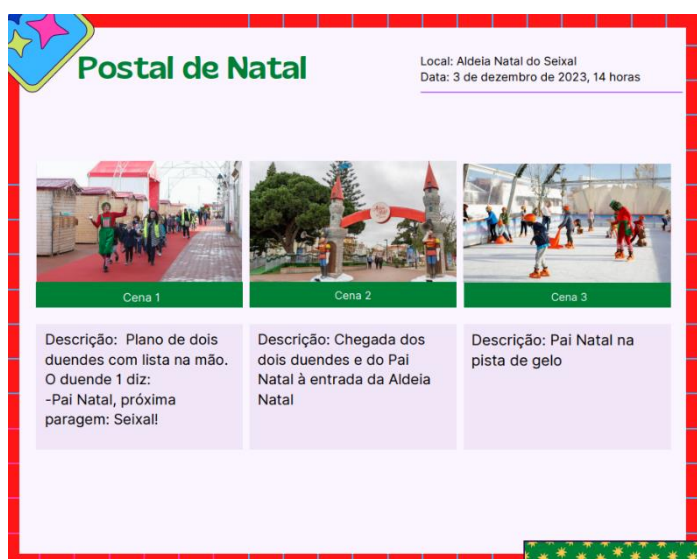 Postal de Natal
Local: Aldeia Natal do Seixal
Data: 3 de dezembro de 2023, 14 horas
Cena 1
Cena 2
Cena 3
Descrição: Plano de dois
duendes com lista na mão.
O duende 1 diz:
-Pai Natal, próxima
paragem: Seixal!
Descrição: Chegada dos
dois duendes e do Pai
Natal à entrada da Aldeia
Natal
Descrição: Pai Natal na
pista de gelo